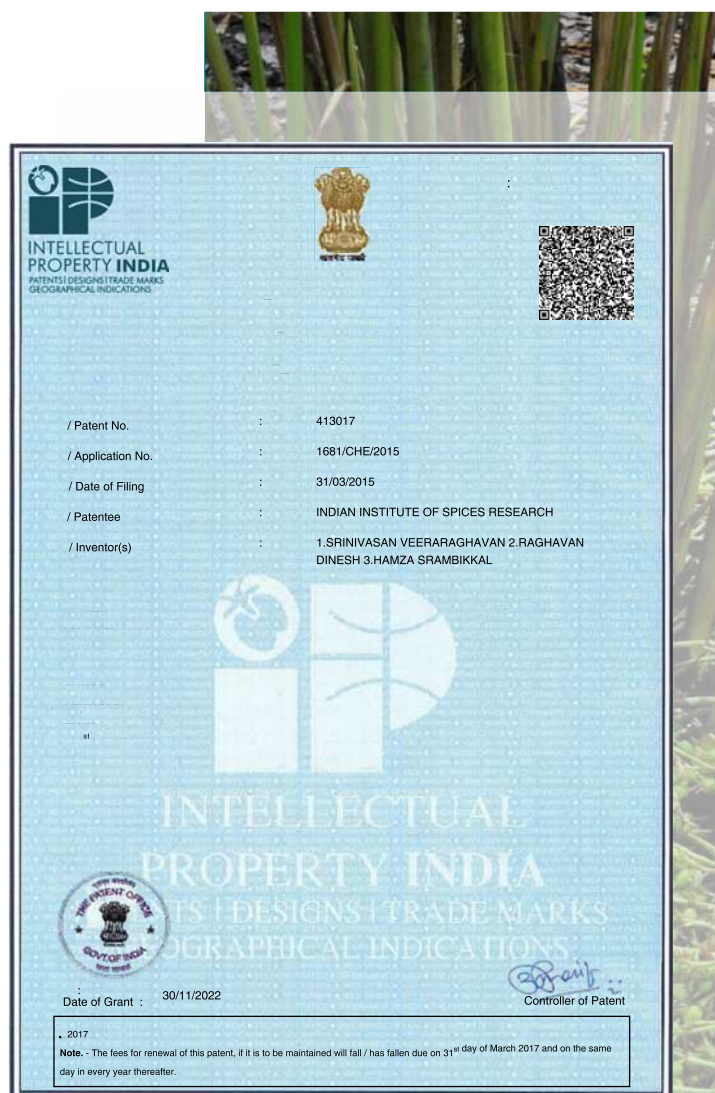 INTELLECTUAL
PROPERTY INDIA
PATENTS | DESIGNS | TRADE MARKS
GEOGRAPHICAL INDICATIONS
सत्यमेव जयते
:
/ Patent No. : 413017
/ Application No. : 1681/CHE/2015
/ Date of Filing : 31/03/2015
/ Patentee : INDIAN INSTITUTE OF SPICES RESEARCH
/ Inventor(s) : 1.SRINIVASAN VEERARAGHAVAN 2.RAGHAVAN
DINESH 3.HAMZA SRAMBIKKAL
st
INTELLECTUAL
PROPERTY INDIA
TS | DESIGNS | TRADE MARKS
OGRAPHICAL INDICATIO
THE PATENT OFFICE
GOVT.OF INDIA
:
Date of Grant : 30/11/2022
Controller of Patent
, 2017
Note. - The fees for renewal of this patent, if it is to be maintained will fall / has fallen due on 31st day of March 2017 and on the same
day in every year thereafter.